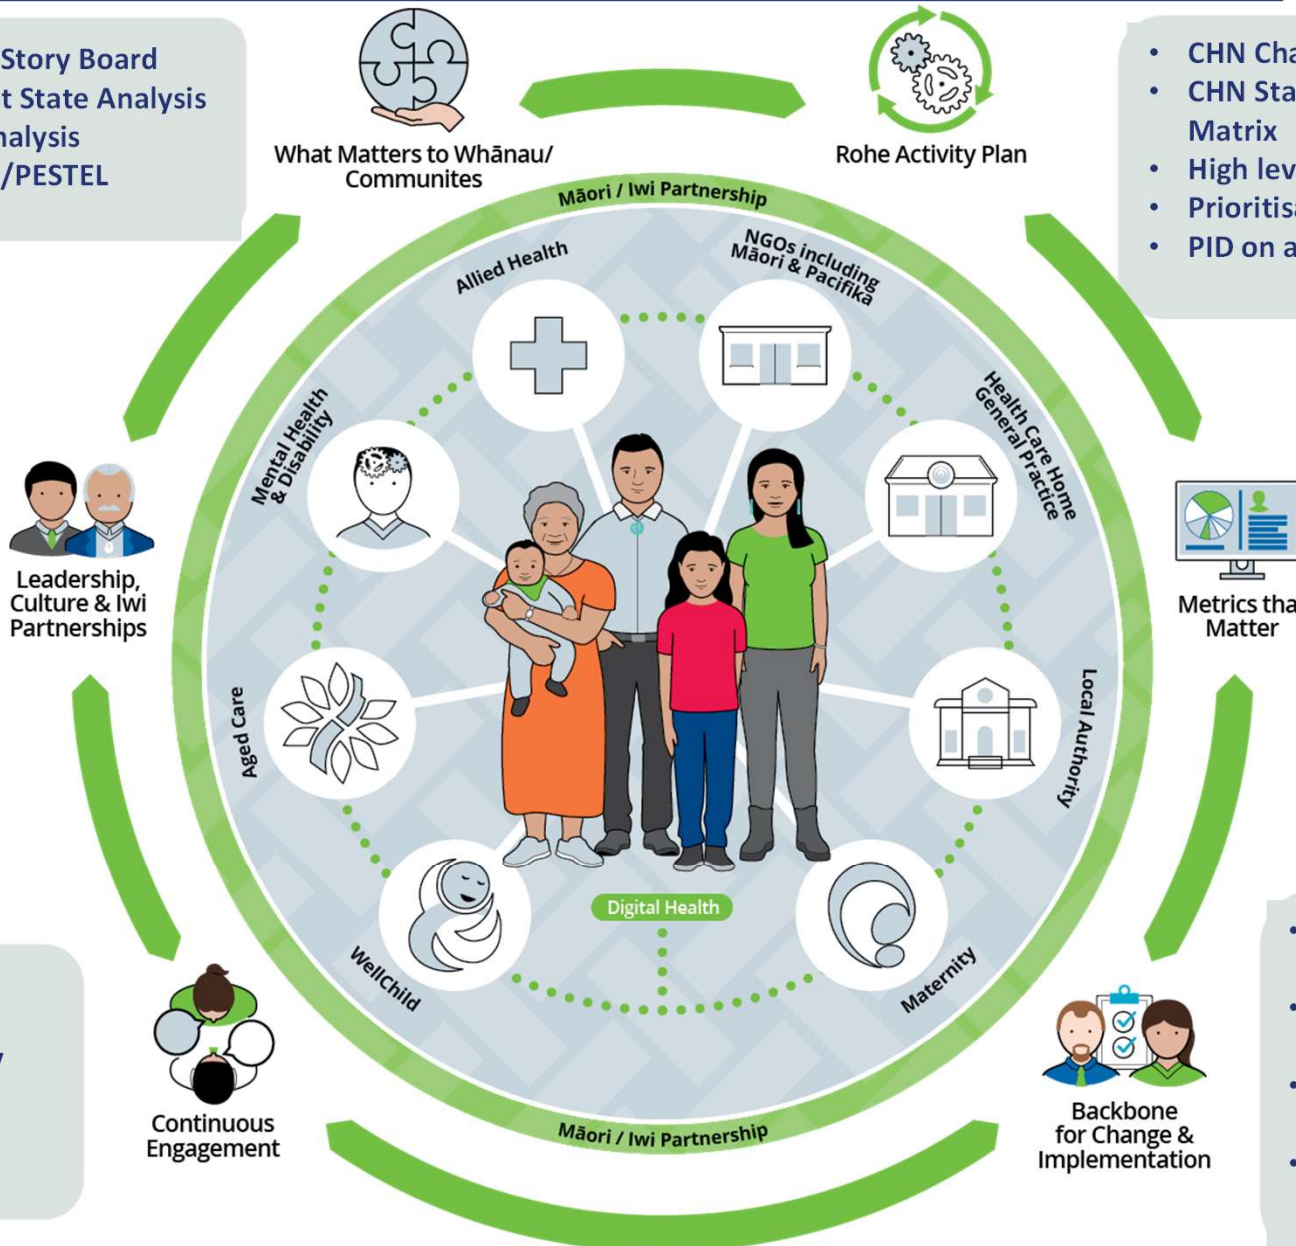 Story Board
t State Analysis
nalysis
/PESTEL
What Matters to Whānau/
Communites
Rohe Activity Plan
• CHN Cha
• CHN Sta
Matrix
• High lev
• Prioritisa
• PID on a
Māori / Iwi Partnership
Allied Health
NGOs including
Māori & Pacifika
Mental Health
& Disability
Health Care Home
General Practice
Leadership,
Culture & Iwi
Partnerships
Metrics tha
Matter
Aged Care
Local Authority
Digital Health
WellChild
Maternity
Continuous
Engagement
Māori / Iwi Partnership
Backbone
for Change &
Implementation